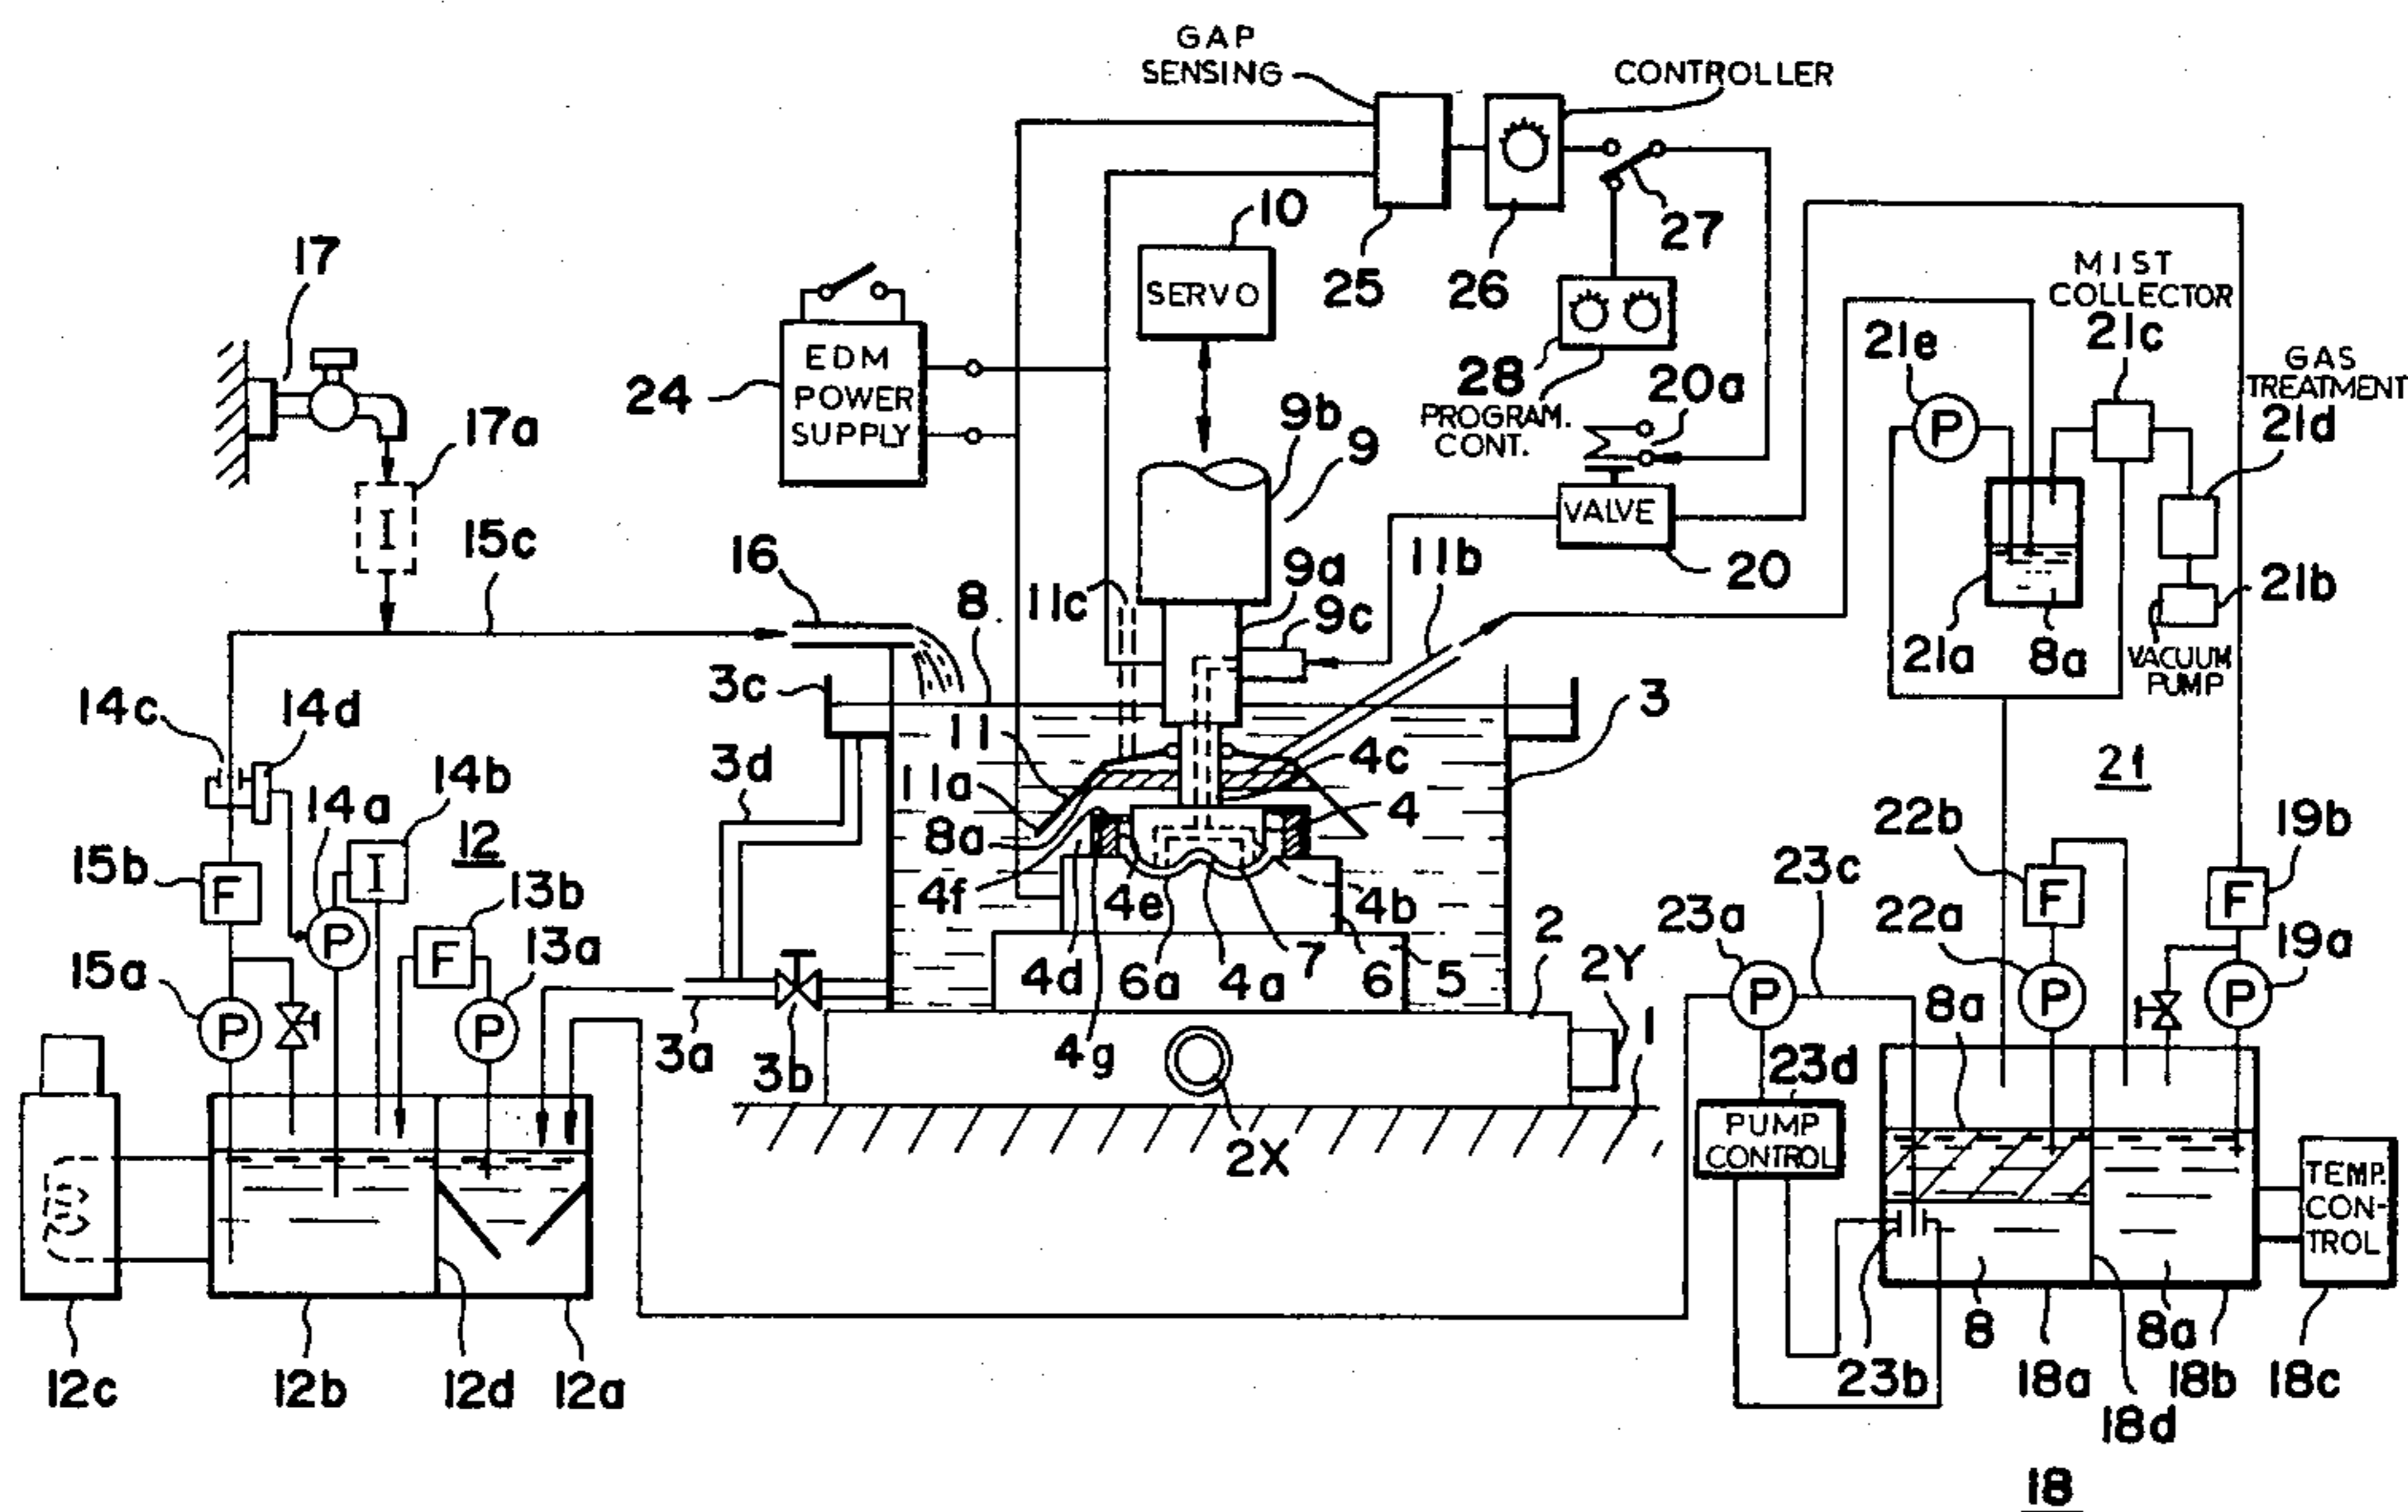 GAP
SENSING
CONTROLLER
10
27
25
26
17
SERVO
MIST
COLLECTOR
21c
21e
EDM
POWER
SUPPLY
24
28
PROGRAM.
CONT.
20a
GAS
TREATMENT
21d
9b
9
17a
I
P
VALVE
20
15c
16
8
11c
9a
9c
11b
21a
8a
21b
VACUUM
PUMP
3c
3
14c
14d
11
3d
4c
21
14b
14a
12
11a
4
8a
22b
19b
15b
F
I
13b
4f
4e
4b
23c
F
F
P
F
13a
2
23a
22a
19a
15a
4d
6a
4a
7
6
5
2Y
P
P
P
P
P
8a
3a
3b
4g
1
23d
2X
PUMP
CONTROL
TEMP.
CON-
TROL
8
8a
12c
12b
12d
12a
23b
18a
18b
18c
18d
18